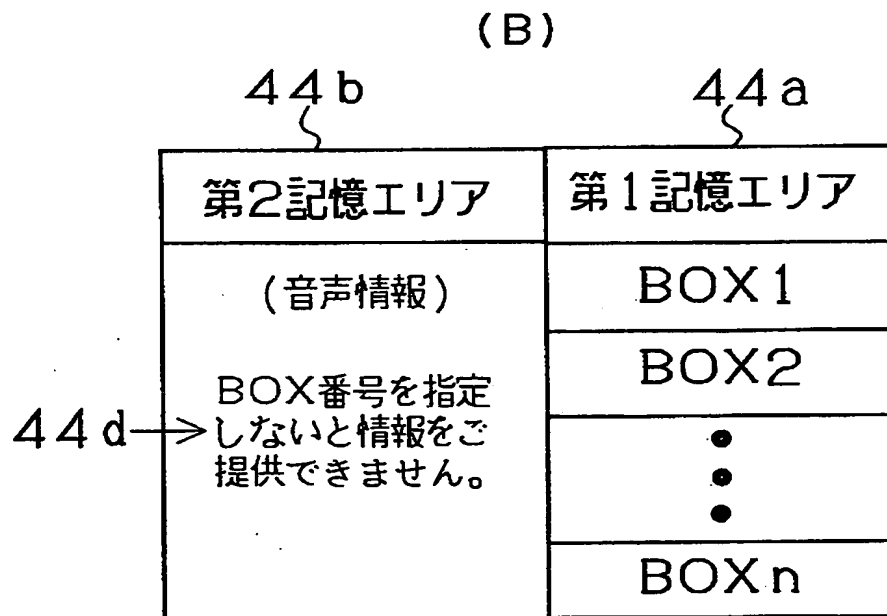 (B)
44b
44a
第2記憶エリア
第1記憶エリア
(音声情報)
BOX1
BOX2
44d
BOX番号を指定
しないと情報をご
提供できません。
BOXn